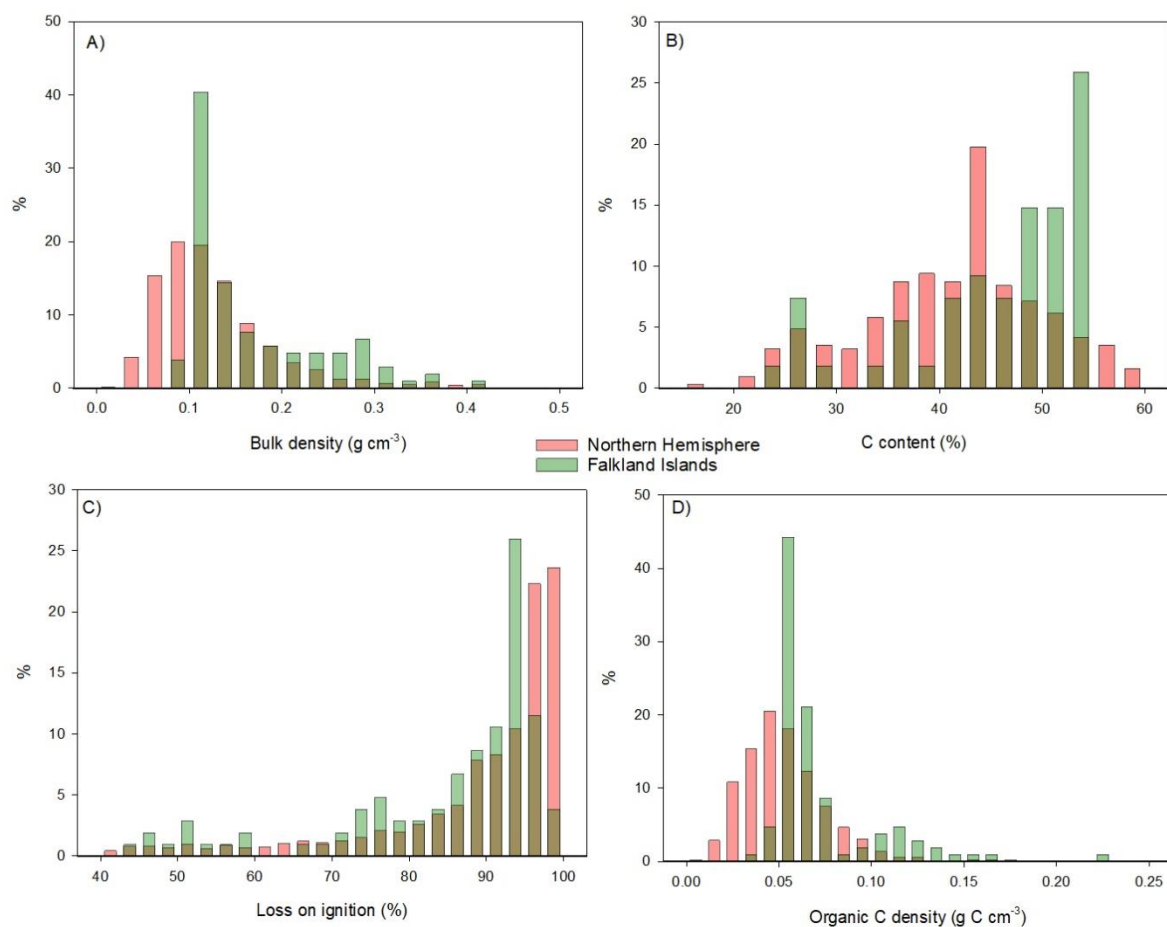 A)
50
40
30
20
10
0
%
0.0 0.1 0.2 0.3 0.4 0.5
Bulk density (g cm⁻³)
B)
30
25
20
15
10
5
0
%
20 30 40 50 60
C content (%)
Northern Hemisphere
Falkland Islands
C)
30
25
20
15
10
5
0
%
40 50 60 70 80 90 100
Loss on ignition (%)
D)
50
40
30
20
10
0
%
0.00 0.05 0.10 0.15 0.20 0.25
Organic C density (g C cm⁻³)